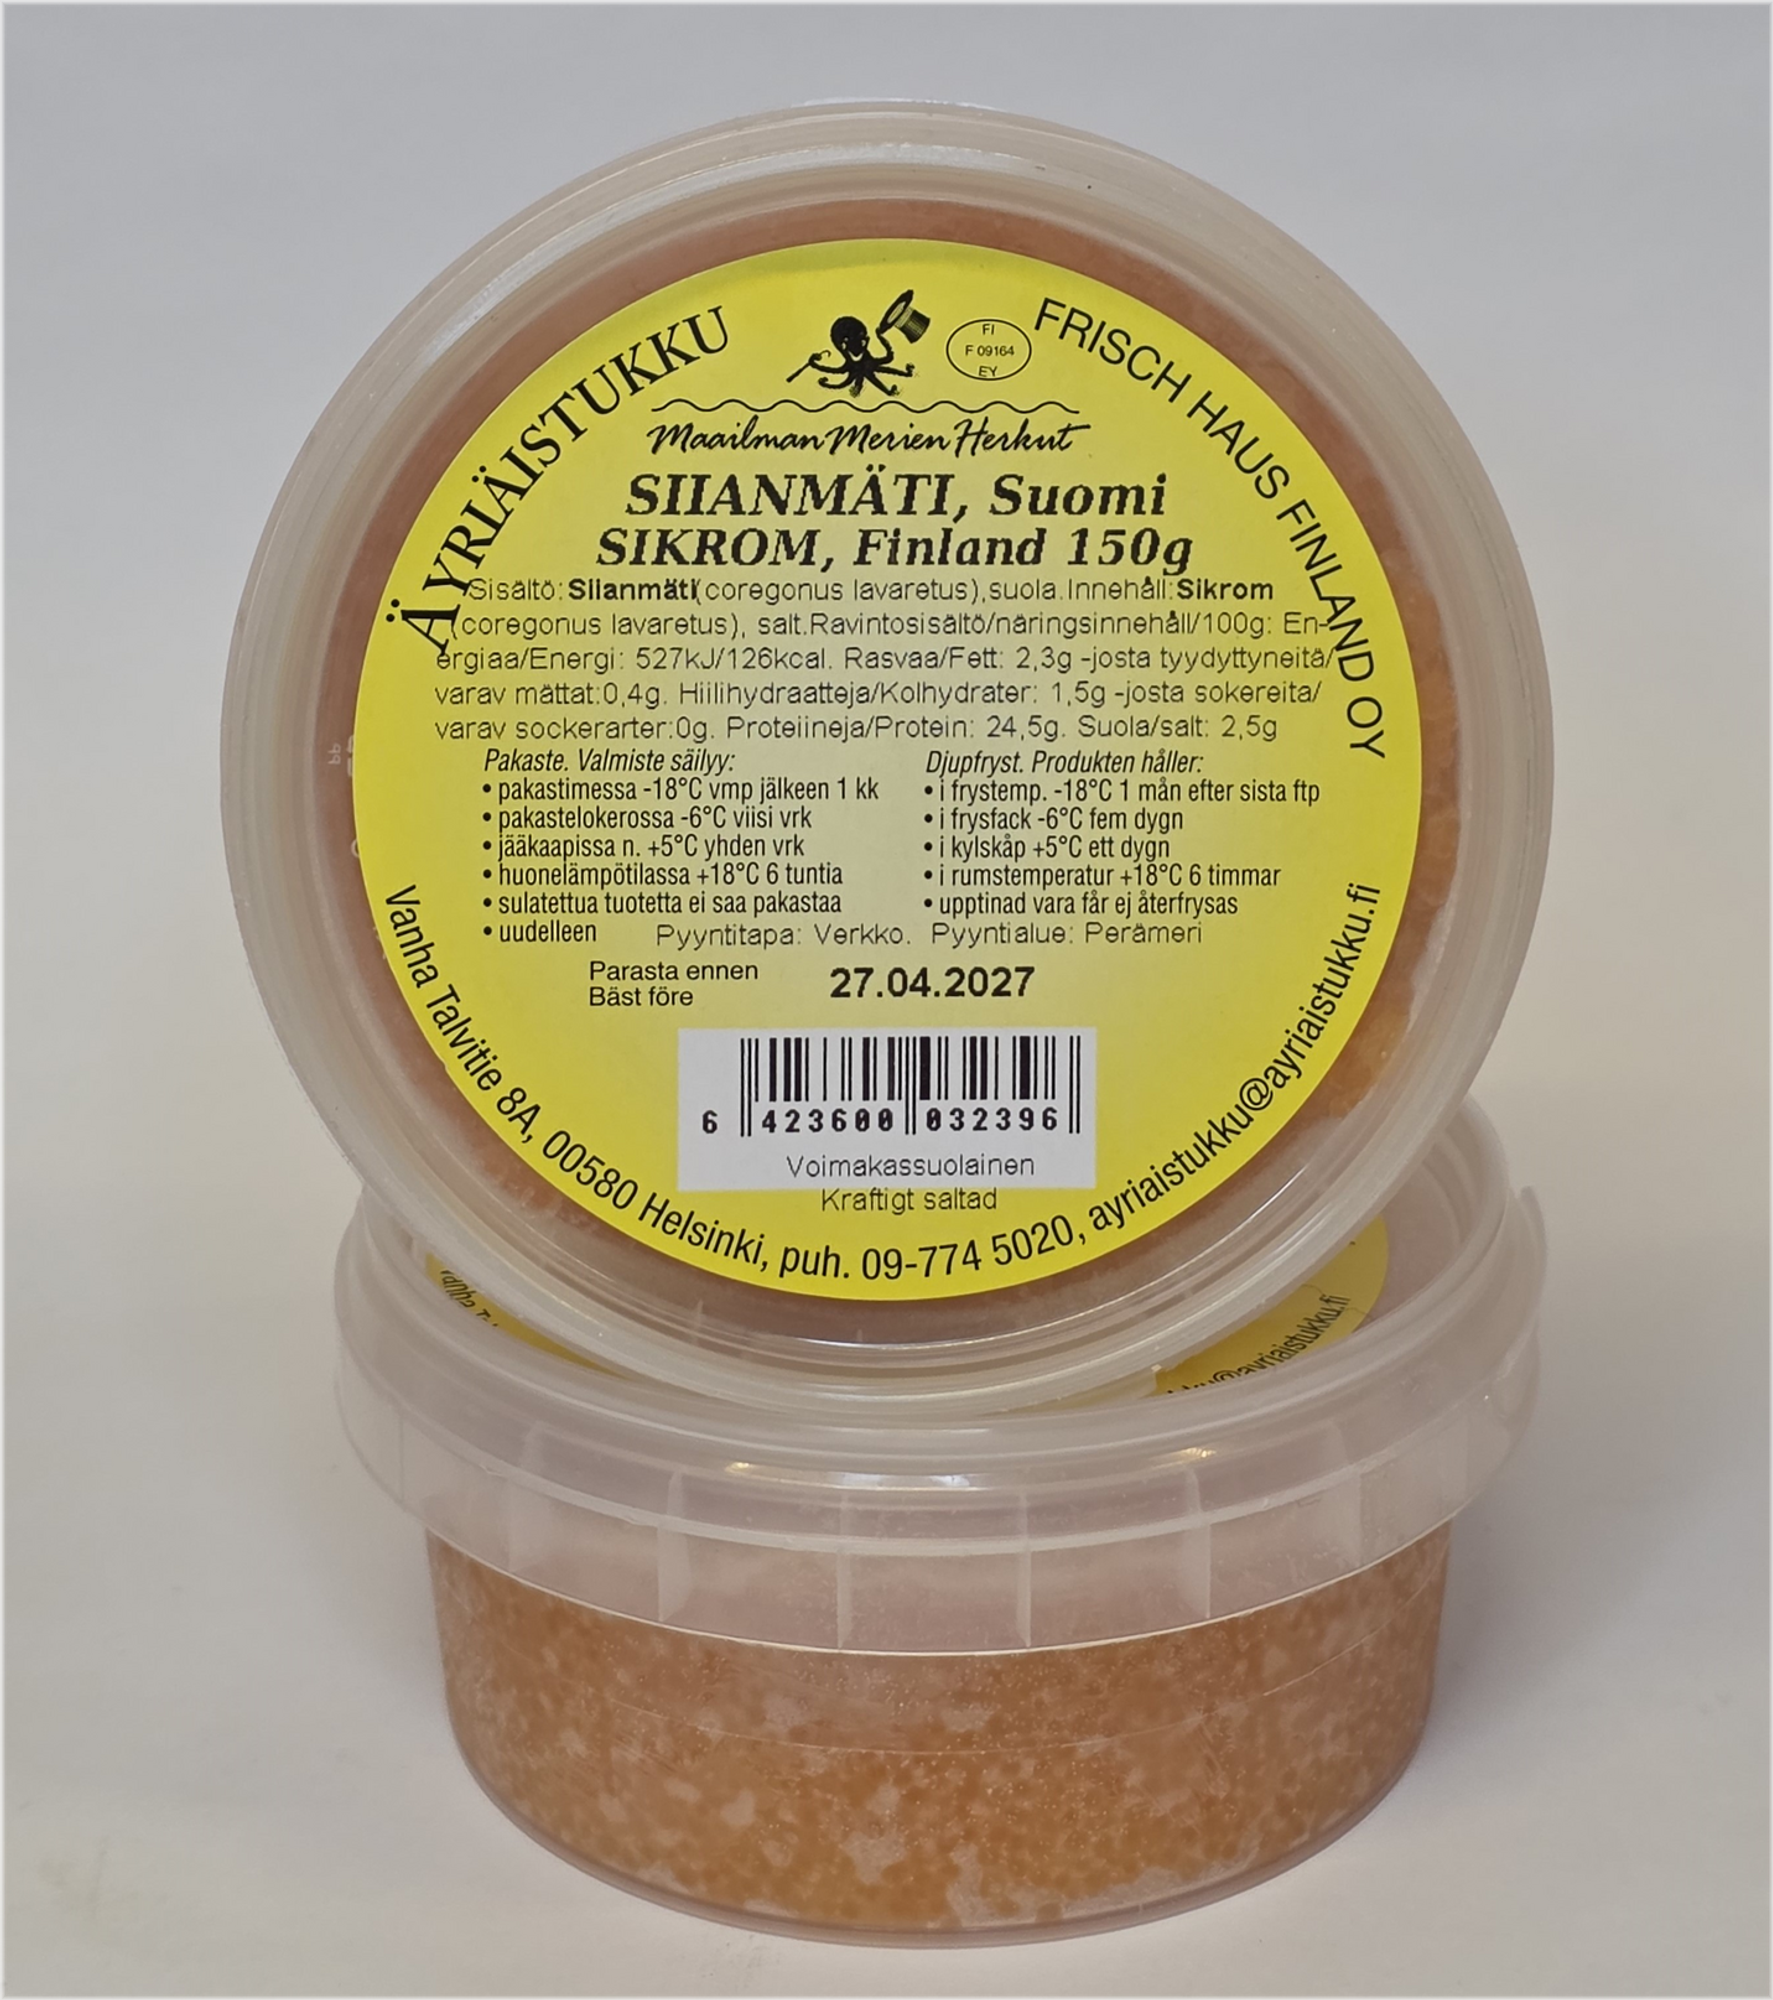 ÄYRIÄISTUKKU
FI
F 09164
EY
FRISCH HAUS FINLAND OY
Maailman Merien Herkut
SIIANMÄTI, Suomi
SIKROM, Finland 150g
Sisältö: Siianmäti(coregonus lavaretus),suola.Innehåll:Sikrom
(coregonus lavaretus), salt.Ravintosisältö/näringsinnehåll/100g: En-
ergiaa/Energi: 527kJ/126kcal. Rasvaa/Fett: 2,3g -josta tyydyttyneitä/
varav mättat:0,4g. Hiilihydraatteja/Kolhydrater: 1,5g -josta sokereita/
varav sockerarter:0g. Proteiineja/Protein: 24,5g. Suola/salt: 2,5g
Pakaste. Valmiste säilyy:
• pakastimessa -18°C vmp jälkeen 1 kk
• pakastelokerossa -6°C viisi vrk
• jääkaapissa n. +5°C yhden vrk
• huonelämpötilassa +18°C 6 tuntia
• sulatettua tuotetta ei saa pakastaa
• uudelleen
Djupfryst. Produkten håller:
• i frystemp. -18°C 1 mån efter sista ftp
• i frysfack -6°C fem dygn
• i kylskåp +5°C ett dygn
• i rumstemperatur +18°C 6 timmar
• upptinad vara får ej återfrysas
Pyyntitapa: Verkko. Pyyntialue: Perämeri
Parasta ennen
Bäst före
27.04.2027
6 423600 032396
Voimakassuolainen
Kraftigt saltad
Vanha Talvitie 8A, 00580 Helsinki, puh. 09-774 5020, ayriaistukku@ayriaistukku.fi